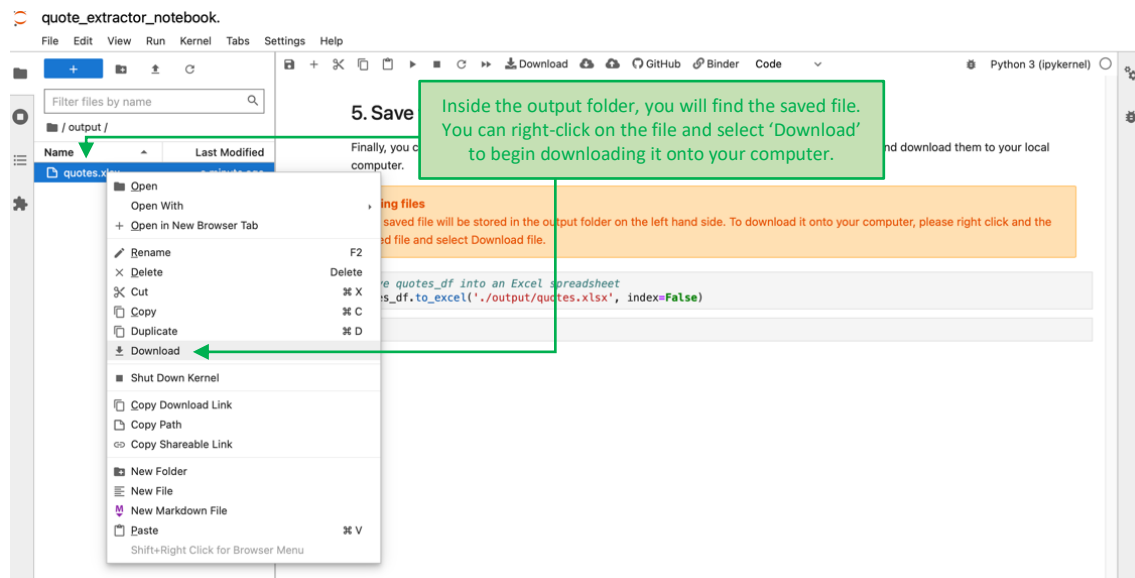 quote_extractor_notebook.
File Edit View Run Kernel Tabs Settings Help
+
Filter files by name
/ output /
Name Last Modified
quotes.xlsx a minute ago
Download GitHub Binder Code Python 3 (ipykernel)
Inside the output folder, you will find the saved file.
You can right-click on the file and select ‘Download’
to begin downloading it onto your computer.
5. Save
Finally, you c nd download them to your local
computer.
ing files
saved file will be stored in the output folder on the left hand side. To download it onto your computer, please right click and the
ed file and select Download file.
ve quotes_df into an Excel spreadsheet
es_df.to_excel('./output/quotes.xlsx', index=False)
Open
Open With
+ Open in New Browser Tab
Rename F2
Delete Delete
Cut ⌘ X
Copy ⌘ C
Duplicate ⌘ D
Download
Shut Down Kernel
Copy Download Link
Copy Path
Copy Shareable Link
New Folder
New File
New Markdown File
Paste ⌘ V
Shift+Right Click for Browser Menu